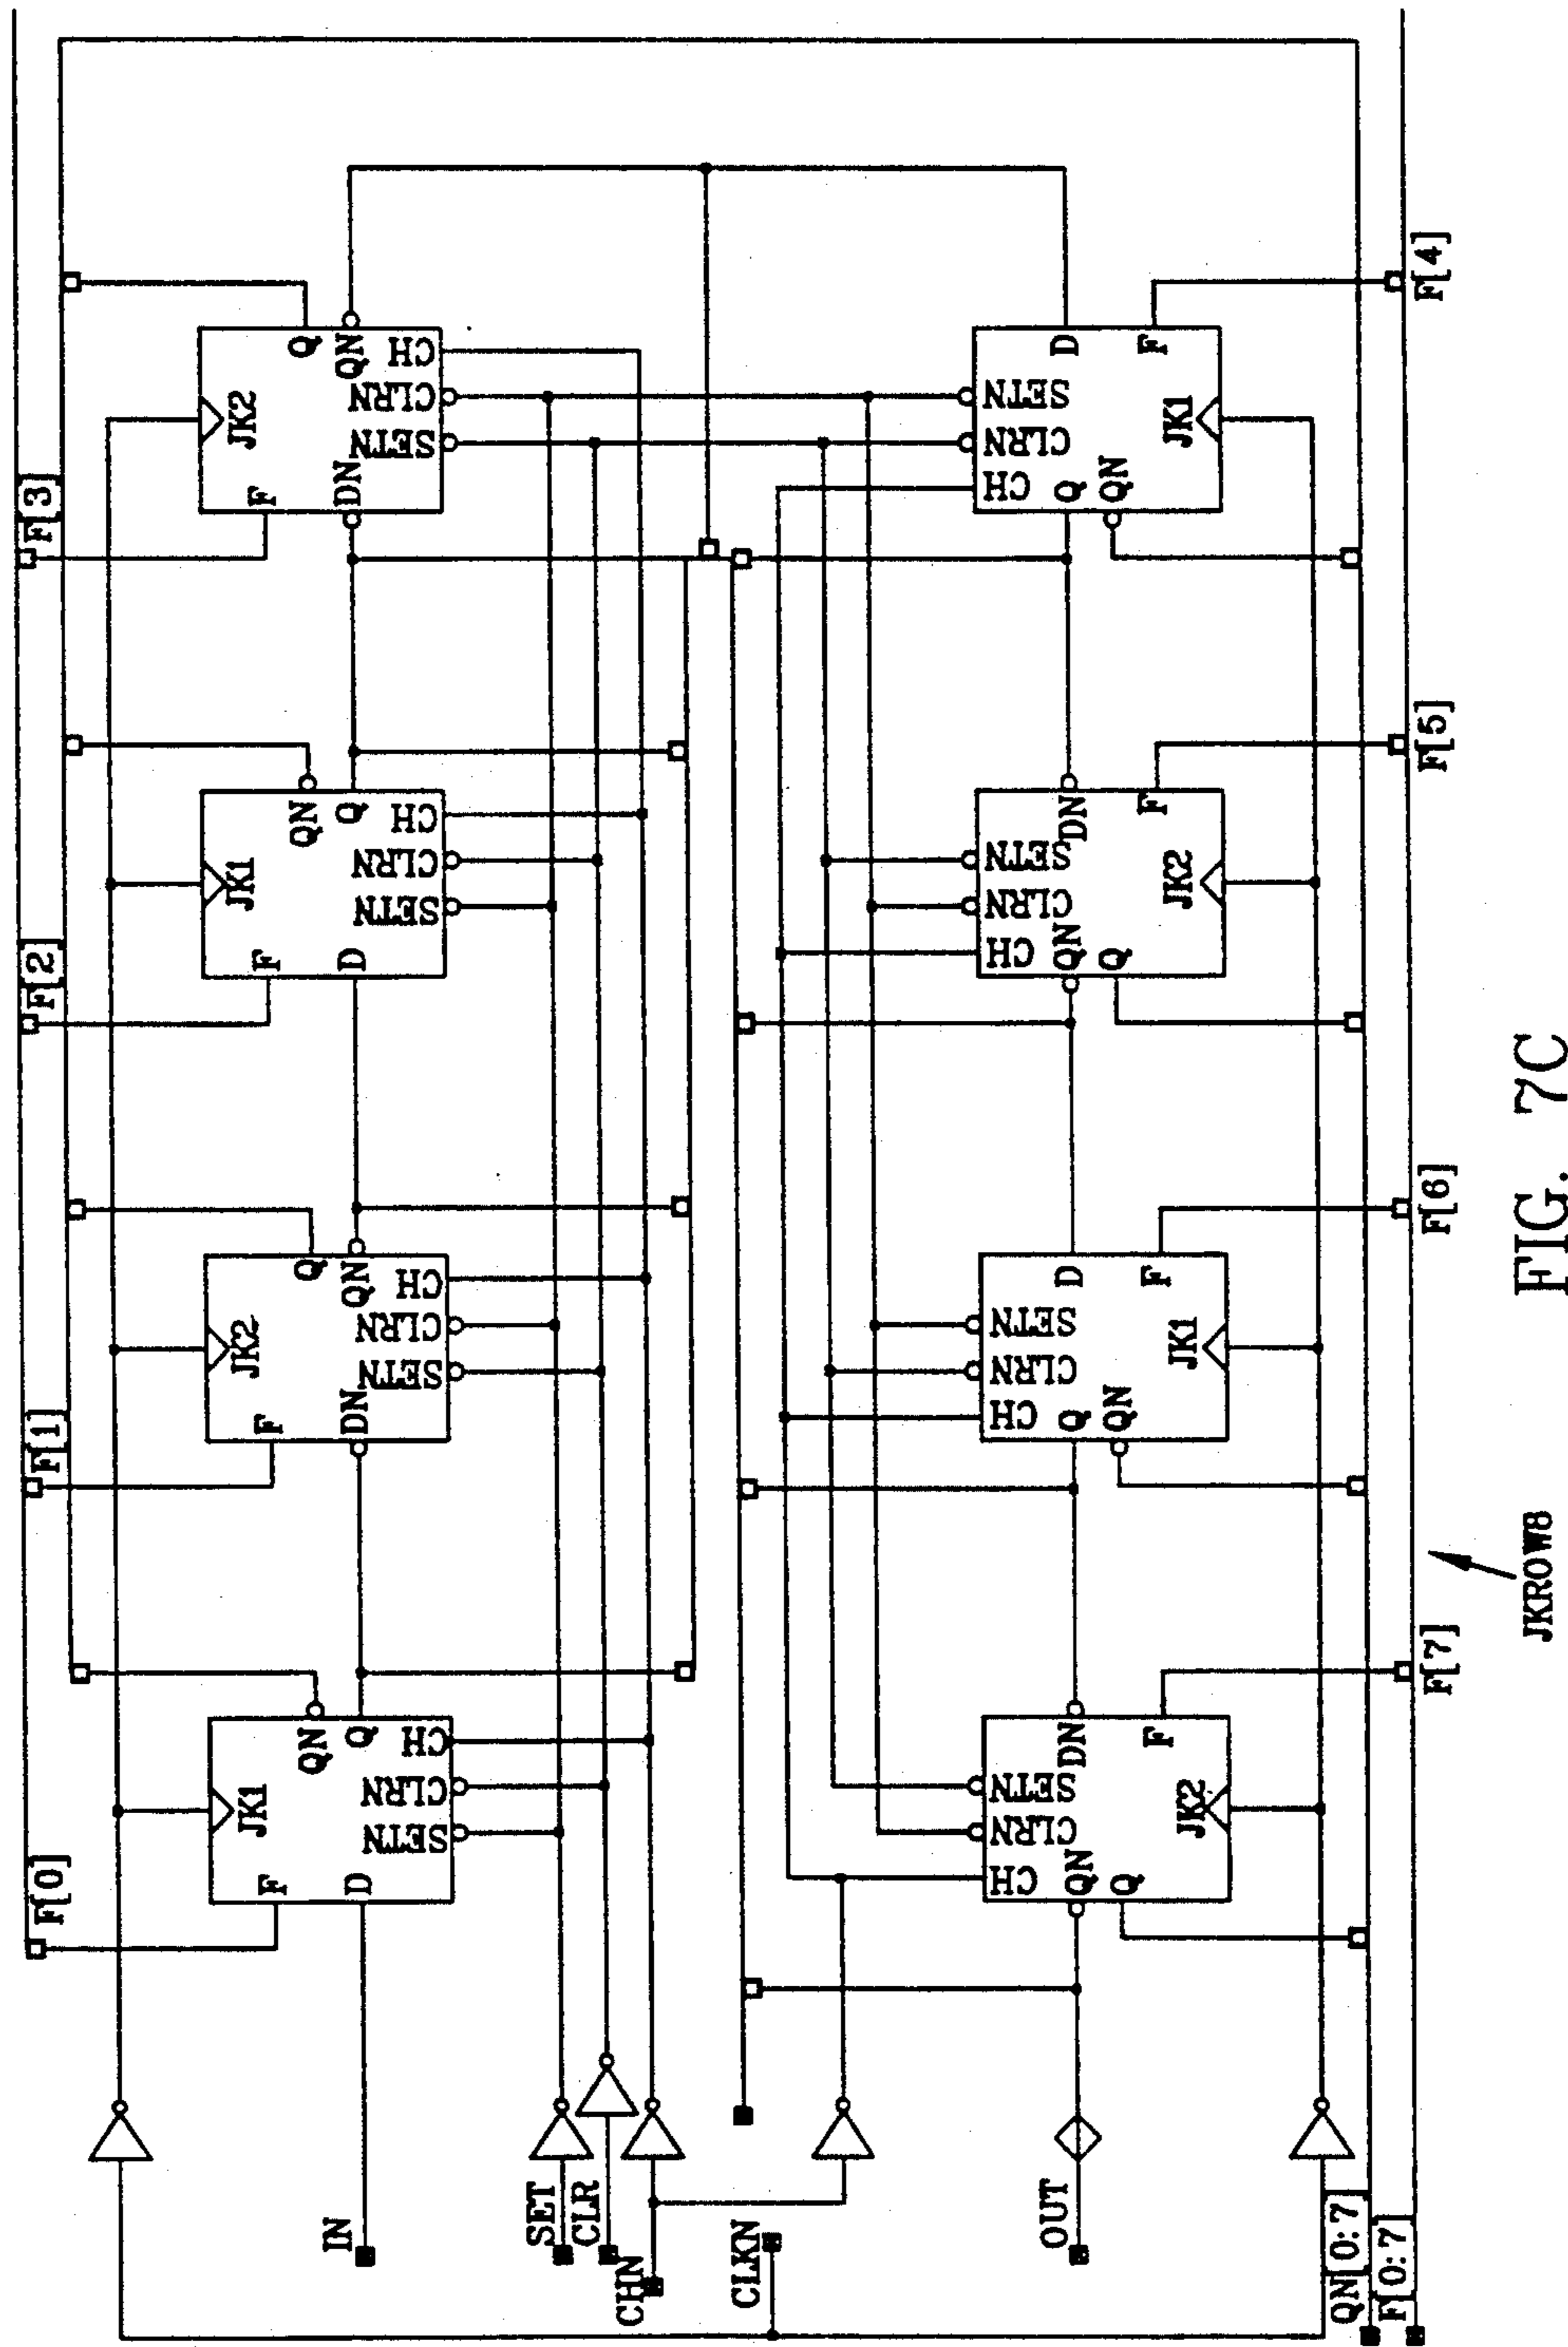 F[0]
F[1]
F[2]
F[3]
F
D
JK1
QN
Q
CH
CLRN
SETN
F
DN
JK2
Q
QN
CH
CLRN
SETN
F
D
JK1
QN
Q
CH
CLRN
SETN
F
DN
JK2
Q
QN
CH
CLRN
SETN
IN
SET
CLR
CHN
CLKN
OUT
QN[0:7]
F[0:7]
CH
CLRN
SETN
QN
Q
JK2
DN
F
CH
CLRN
SETN
Q
QN
JK1
D
F
CH
CLRN
SETN
QN
Q
JK2
DN
F
CH
CLRN
SETN
Q
QN
JK1
D
F
F[7]
F[6]
F[5]
F[4]
JKROW8
FIG. 7C